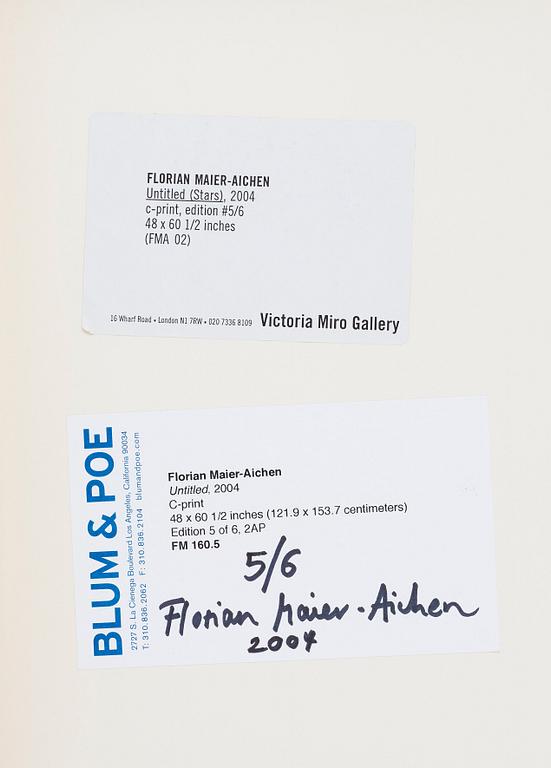 FLORIAN MAIER-AICHEN
Untitled (Stars), 2004
c-print, edition #5/6
48 x 60 1/2 inches
(FMA 02)
16 Wharf Road • London N1 7RW • 020 7336 8109 Victoria Miro Gallery
BLUM & POE
2727 S. La Cienega Boulevard Los Angeles, California 90034
T: 310.836.2062 F: 310.836.2104 blumandpoe.com
Florian Maier-Aichen
Untitled, 2004
C-print
48 x 60 1/2 inches (121.9 x 153.7 centimeters)
Edition 5 of 6, 2AP
FM 160.5
5/6
Florian Maier-Aichen
2004